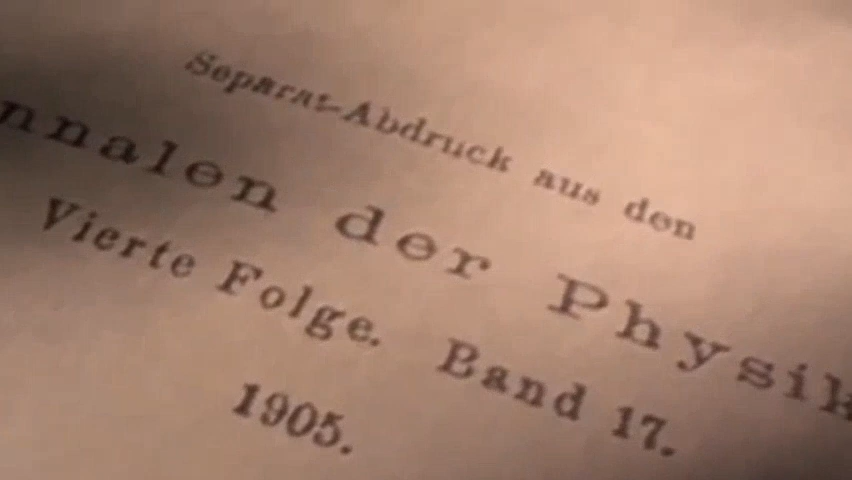 Separat-Abdruck aus den
nnalen der Physik
Vierte Folge. Band 17.
1905.